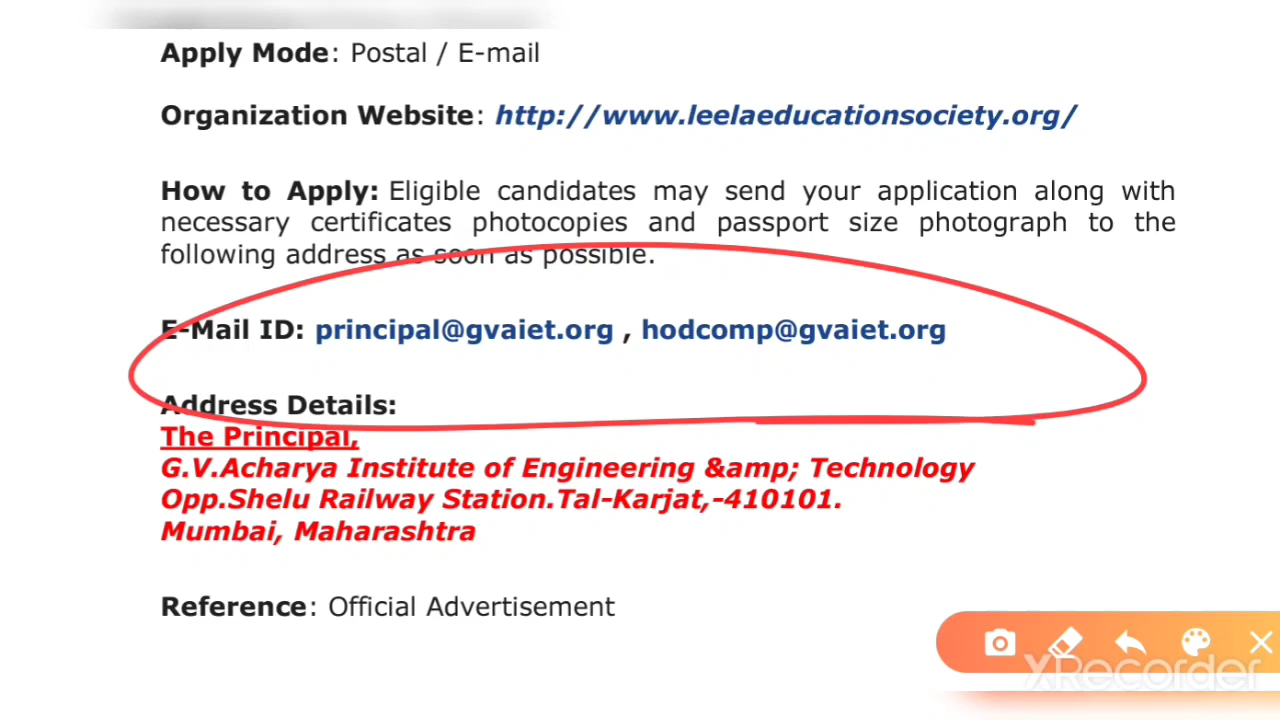 Apply Mode: Postal / E-mail
Organization Website: http://www.leelaeducationsociety.org/
How to Apply: Eligible candidates may send your application along with
necessary certificates photocopies and passport size photograph to the
following address as soon as possible.
E-Mail ID: principal@gvaiet.org , hodcomp@gvaiet.org
Address Details:
The Principal,
G.V.Acharya Institute of Engineering &amp; Technology
Opp.Shelu Railway Station.Tal-Karjat,-410101.
Mumbai, Maharashtra
Reference: Official Advertisement
XRecorder